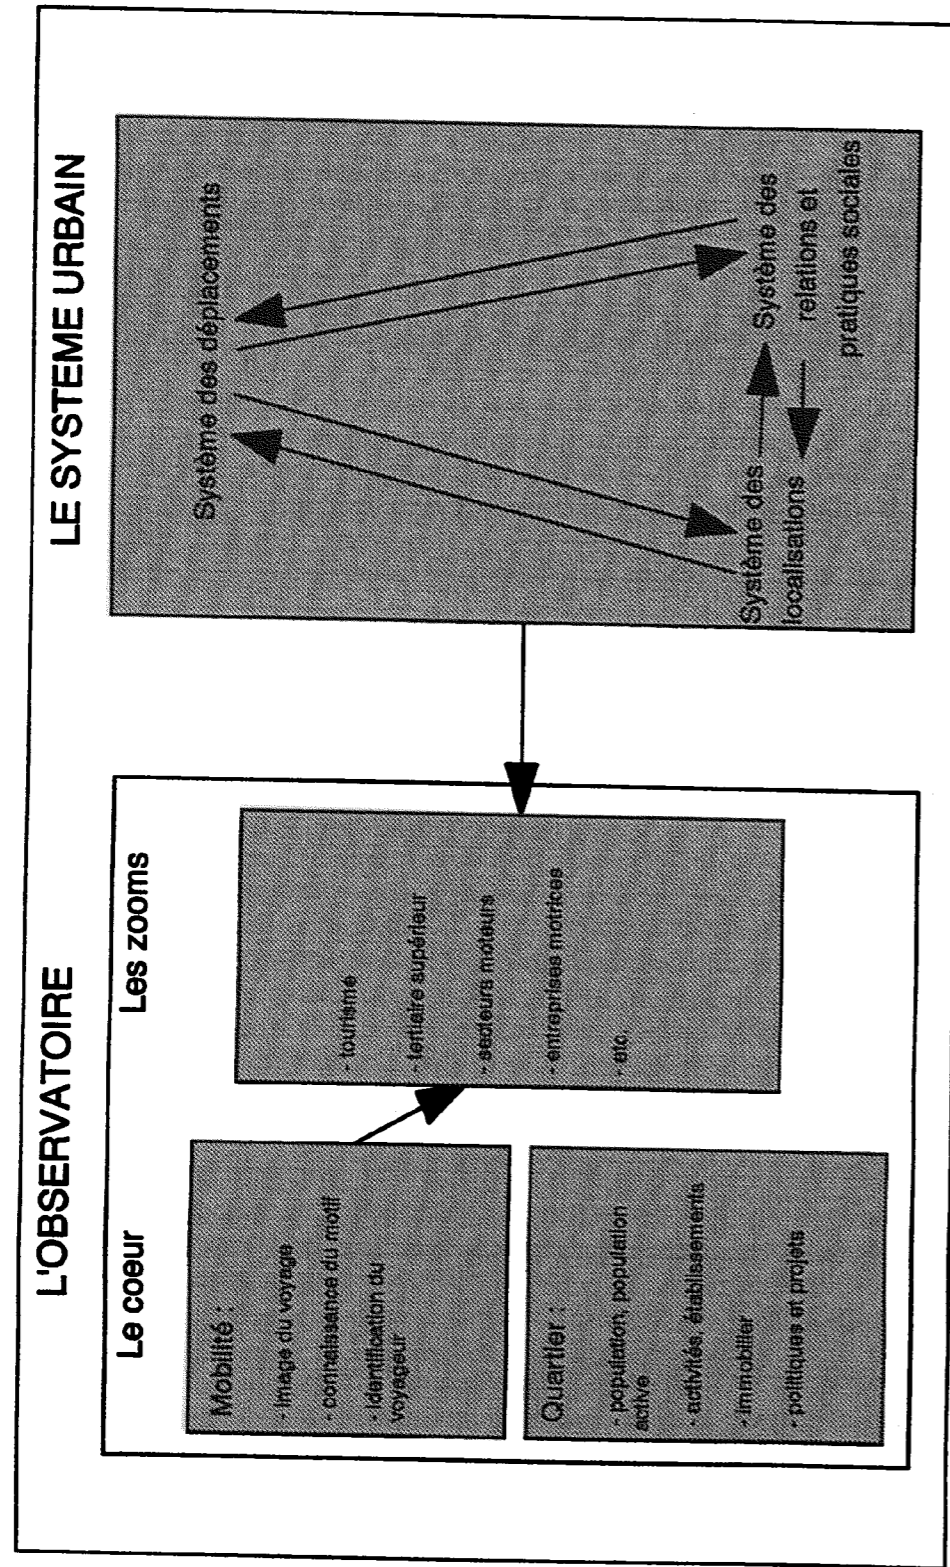 L'OBSERVATOIRE
Le coeur
Mobilité :
- image du voyage
- connaissance du motif
- identification du
voyageur
Quartier :
- population, population
active
- activités, établissements
- immobilier
- politiques et projets
Les zooms
- tourisme
- tertiaire supérieur
- secteurs moteurs
- entreprises motrices
- etc.
LE SYSTEME URBAIN
Système des déplacements
Système des
localisations
Système des
relations et
pratiques sociales